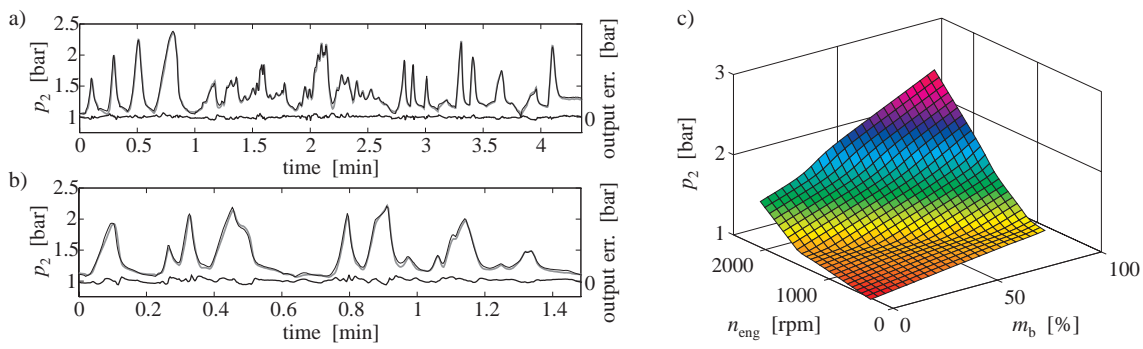 a)
2.5
2
1.5
1
p2 [bar]
0
output err. [bar]
0 0.5 1 1.5 2 2.5 3 3.5 4
time [min]
b)
2.5
2
1.5
1
p2 [bar]
0
output err. [bar]
0 0.2 0.4 0.6 0.8 1 1.2 1.4
time [min]
c)
3
2
1
p2 [bar]
2000
1000
0
neng [rpm]
0
50
100
mb [%]